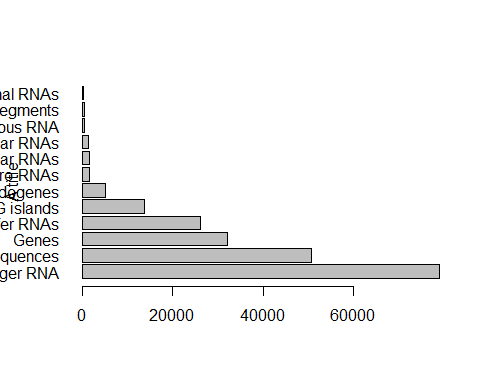 nal RNAs
egments
ous RNA
ar RNAs
ar RNAs
RNAs
dogenes
G islands
er RNAs
Genes
quences
ger RNA
0 20000 40000 60000